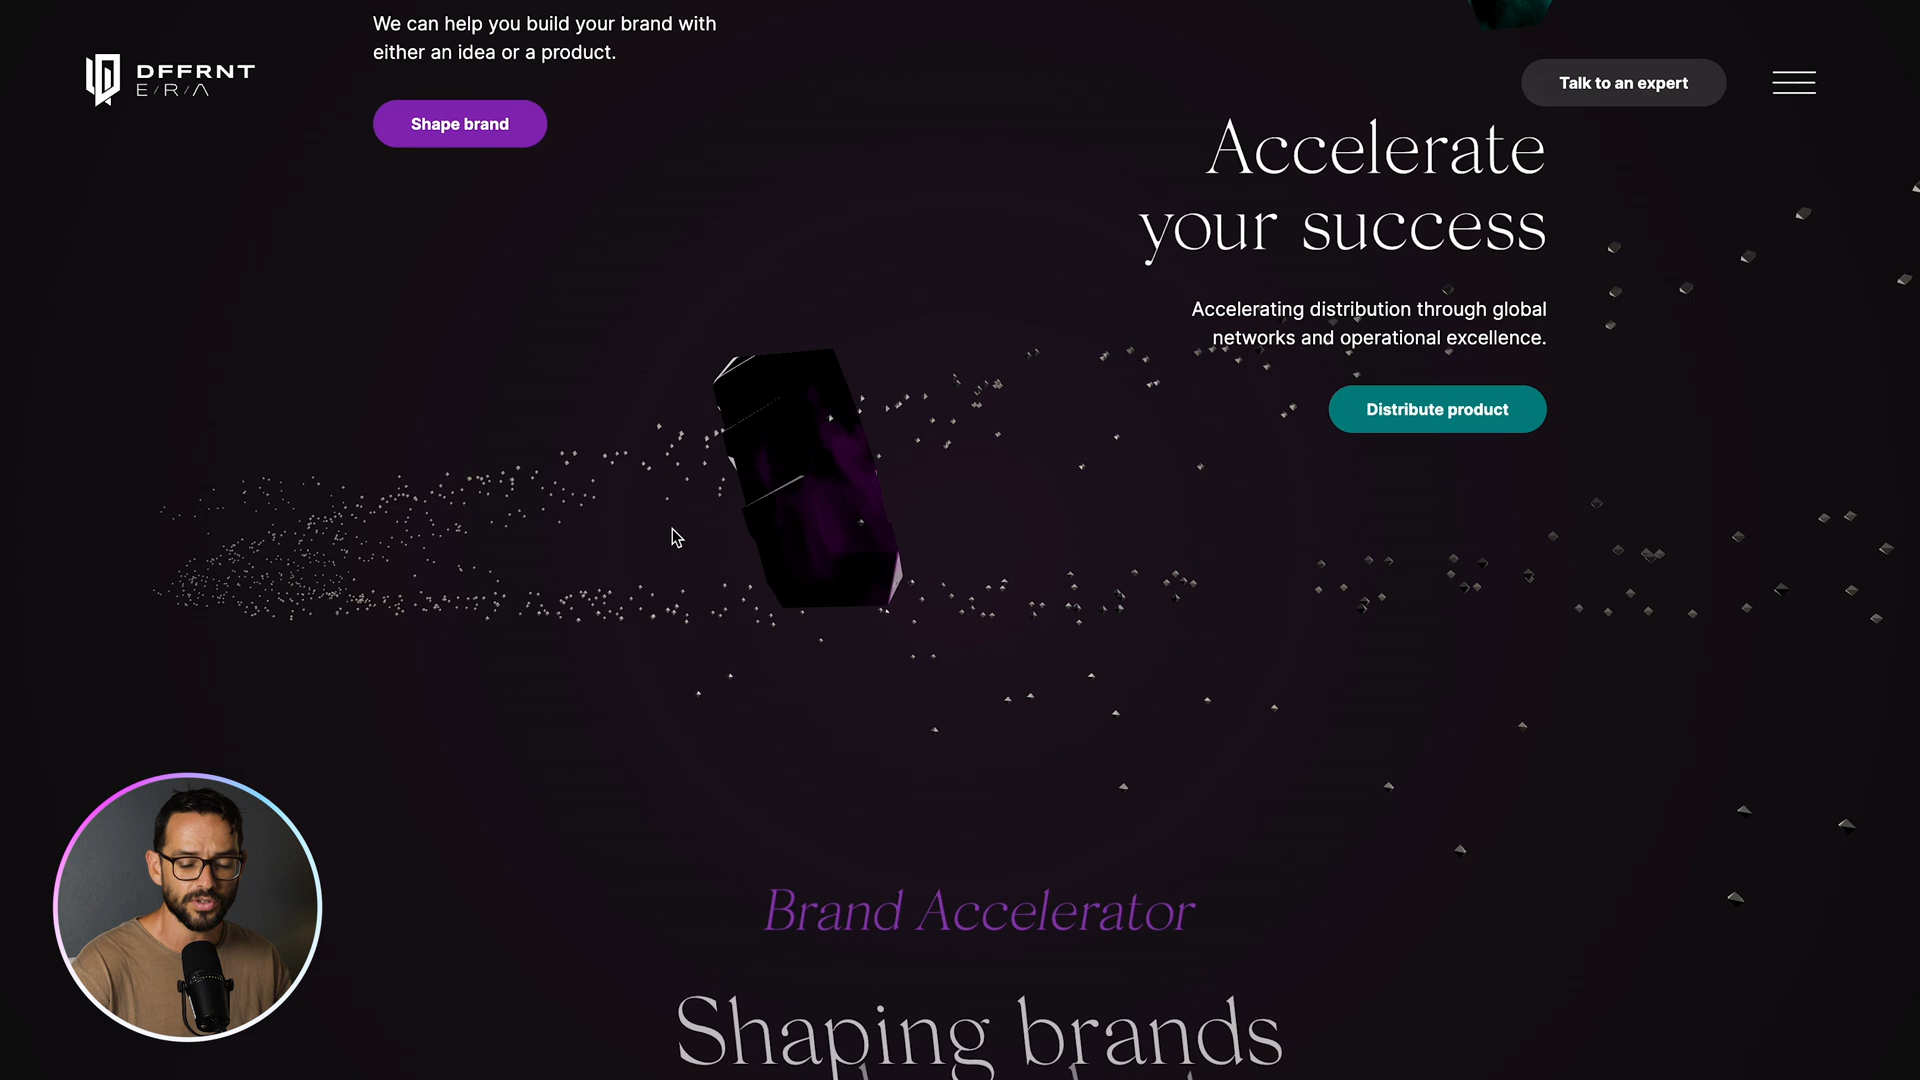 We can help you build your brand with
either an idea or a product.
DFFRNT
E/R/A
Talk to an expert
Shape brand
Accelerate
your success
Accelerating distribution through global
networks and operational excellence.
Distribute product
Brand Accelerator
Shaping brands